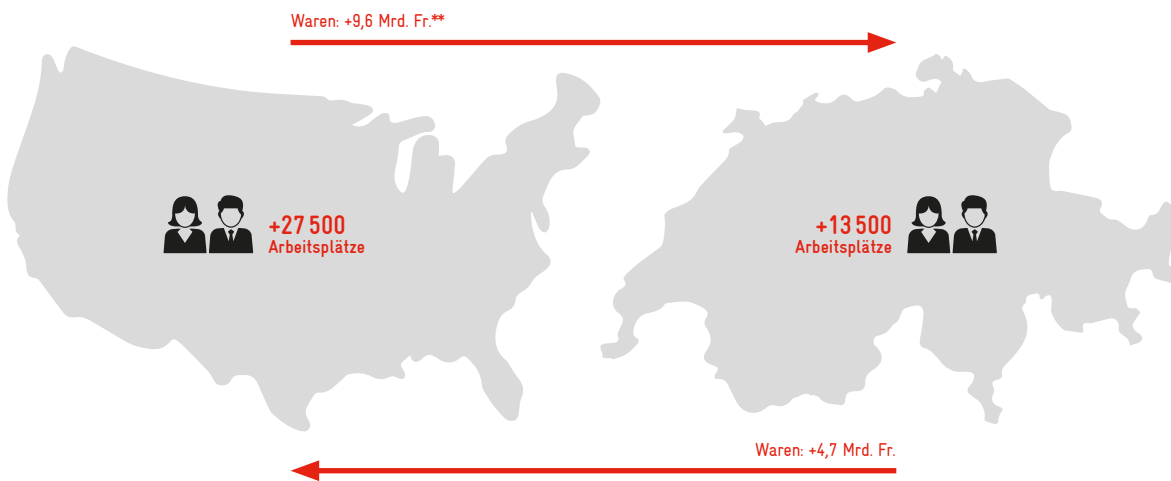 Waren: +9,6 Mrd. Fr.**
+27 500
Arbeitsplätze
+13 500
Arbeitsplätze
Waren: +4,7 Mrd. Fr.